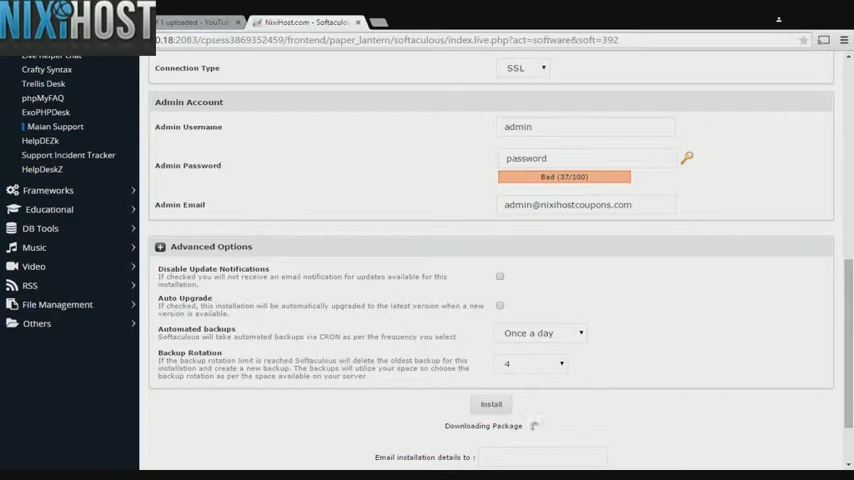 NIXIHOST
1 uploaded - YouTub
NixiHost.com - Softaculou
0.18:2083/cpsess3869352459/frontend/paper_lantern/softaculous/index.live.php?act=software&soft=392
Live Helper Chat
Crafty Syntax
Trellis Desk
phpMyFAQ
ExoPHPDesk
Maian Support
HelpDEZk
Support Incident Tracker
HelpDeskZ
Frameworks
Educational
DB Tools
Music
Video
RSS
File Management
Others
Connection Type
SSL
Admin Account
Admin Username
admin
Admin Password
password
Bad (37/100)
Admin Email
admin@nixihostcoupons.com
Advanced Options
Disable Update Notifications
If checked you will not receive an email notification for updates available for this
installation.
Auto Upgrade
If checked, this installation will be automatically upgraded to the latest version when a new
version is available.
Automated backups
Softaculous will take automated backups via CRON as per the frequency you select
Once a day
Backup Rotation
If the backup rotation limit is reached Softaculous will delete the oldest backup for this
installation and create a new backup. The backups will utilize your space so choose the
backup rotation as per the space available on your server
4
Install
Downloading Package
Email installation details to :